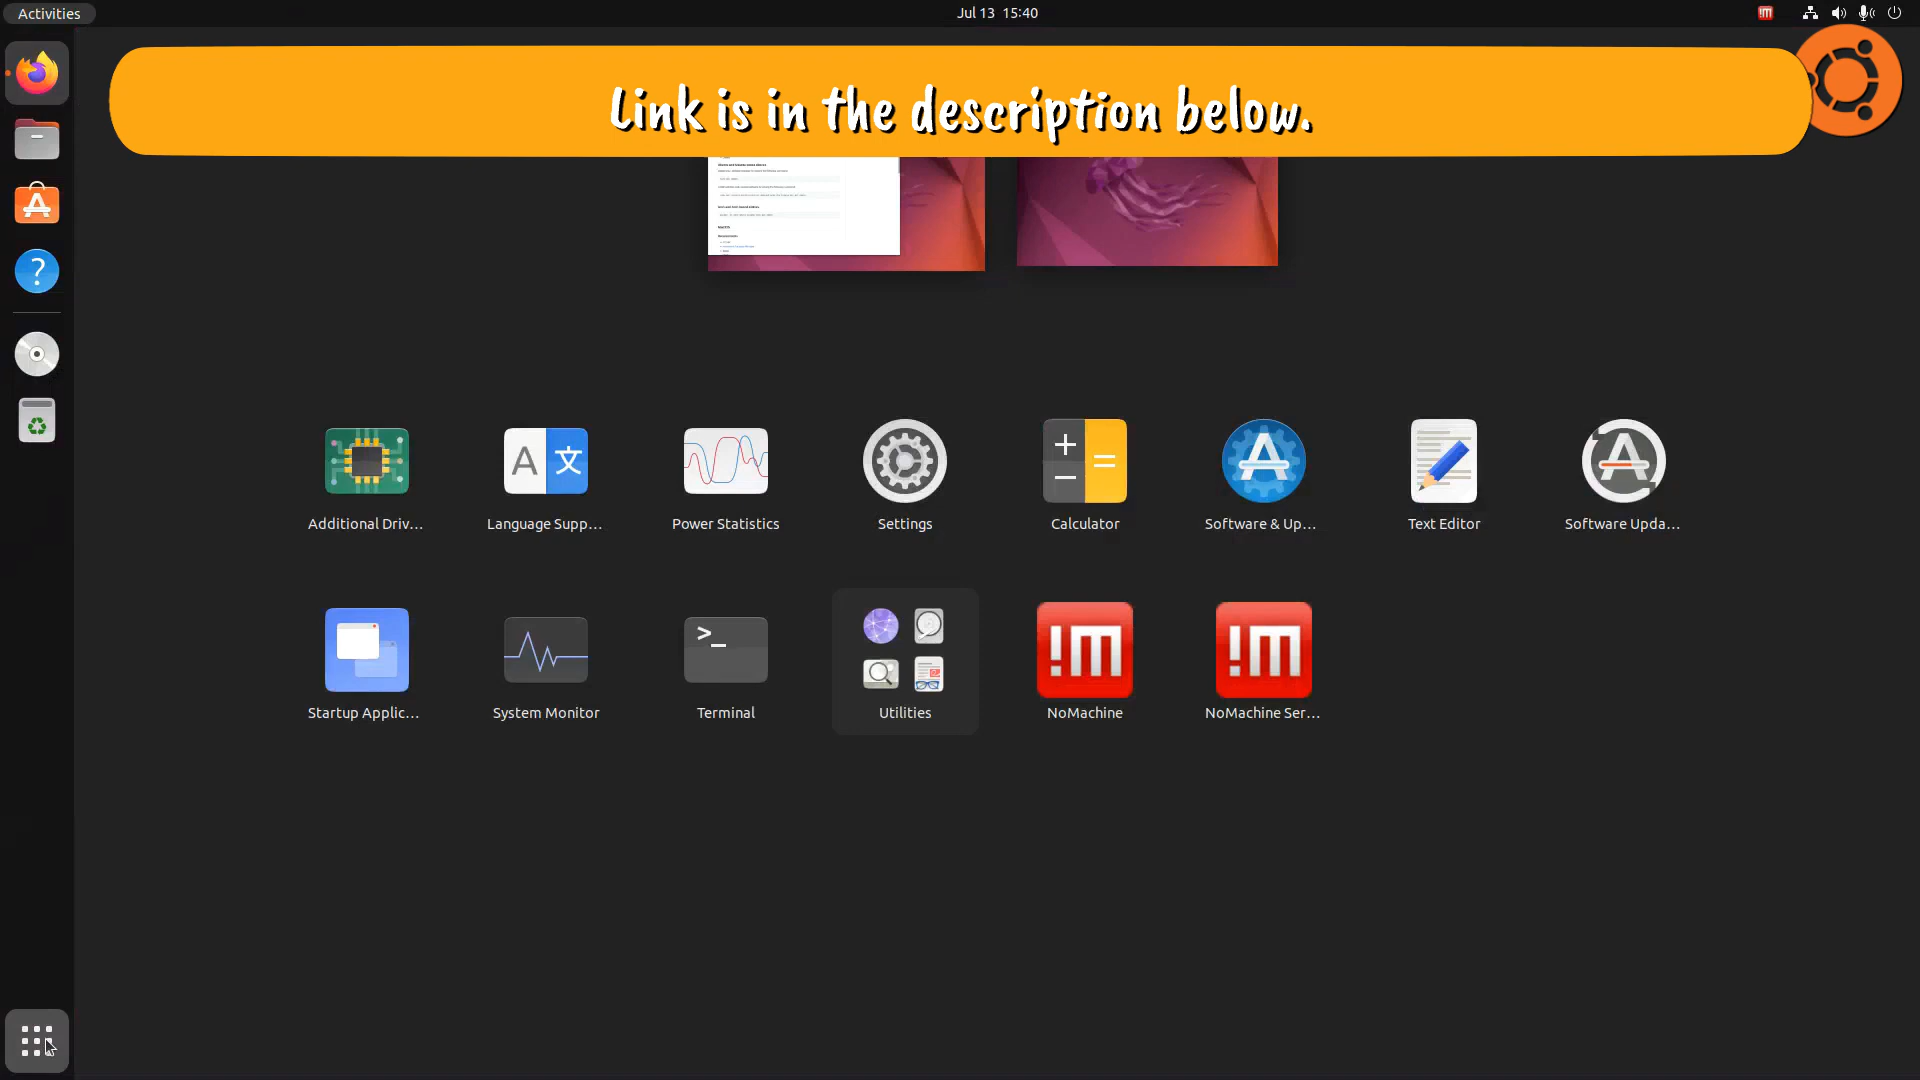 Activities
Jul 13 15:40
Link is in the description below.
Additional Driv...
Language Supp...
Power Statistics
Settings
Calculator
Software & Up...
Text Editor
Software Upda...
Startup Applic...
System Monitor
Terminal
Utilities
NoMachine
NoMachine Ser...